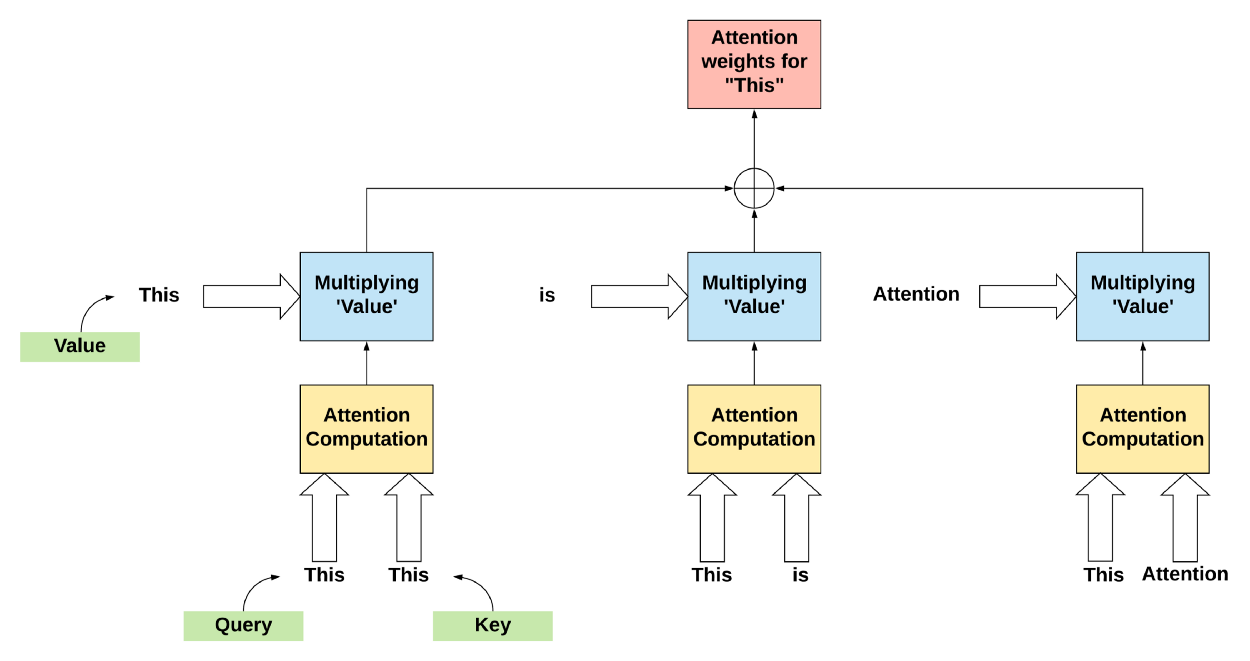 Attention
weights for
"This"
This
Multiplying
'Value'
is
Multiplying
'Value'
Attention
Multiplying
'Value'
Value
Attention
Computation
Attention
Computation
Attention
Computation
This
This
This
is
This
Attention
Query
Key